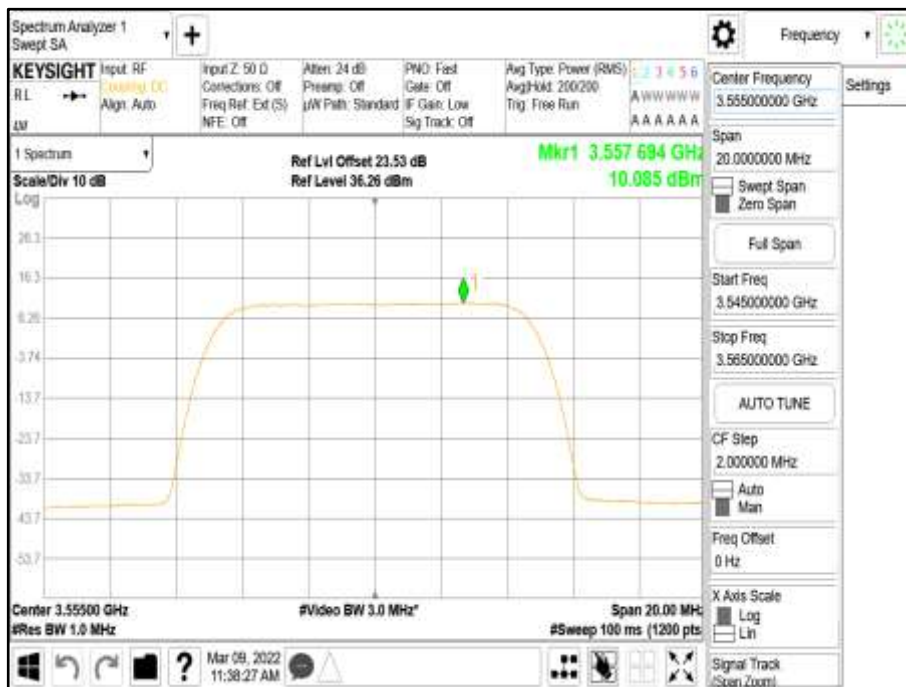 Spectrum Analyzer 1
Swept SA
Frequency
KEYSIGHT
Input: RF
Coupling: DC
Align: Auto
RL
Input Z: 50 Ω
Corrections: Off
Freq Ref: Ext (S)
NFE: Off
Atten: 24 dB
Preamp: Off
µW Path: Standard
PNO: Fast
Gate: Off
IF Gain: Low
Sig Track: Off
Avg Type: Power (RMS)
Avg|Hold: 200/200
Trig: Free Run
1 2 3 4 5 6
A W W W W W
A A A A A A
Center Frequency
3.555000000 GHz
Settings
Span
20.0000000 MHz
Swept Span
Zero Span
Full Span
Start Freq
3.545000000 GHz
Stop Freq
3.565000000 GHz
AUTO TUNE
CF Step
2.000000 MHz
Auto
Man
Freq Offset
0 Hz
X Axis Scale
Log
Lin
Signal Track
(Span Zoom)
1 Spectrum
Scale/Div 10 dB
Ref Lvl Offset 23.53 dB
Ref Level 36.26 dBm
Mkr1 3.557 694 GHz
10.085 dBm
Log
26.3
16.3
6.26
-3.74
-13.7
-23.7
-33.7
-43.7
-53.7
1
Center 3.55500 GHz
#Video BW 3.0 MHz*
Span 20.00 MHz
#Res BW 1.0 MHz
#Sweep 100 ms (1200 pts
Mar 09, 2022
11:38:27 AM